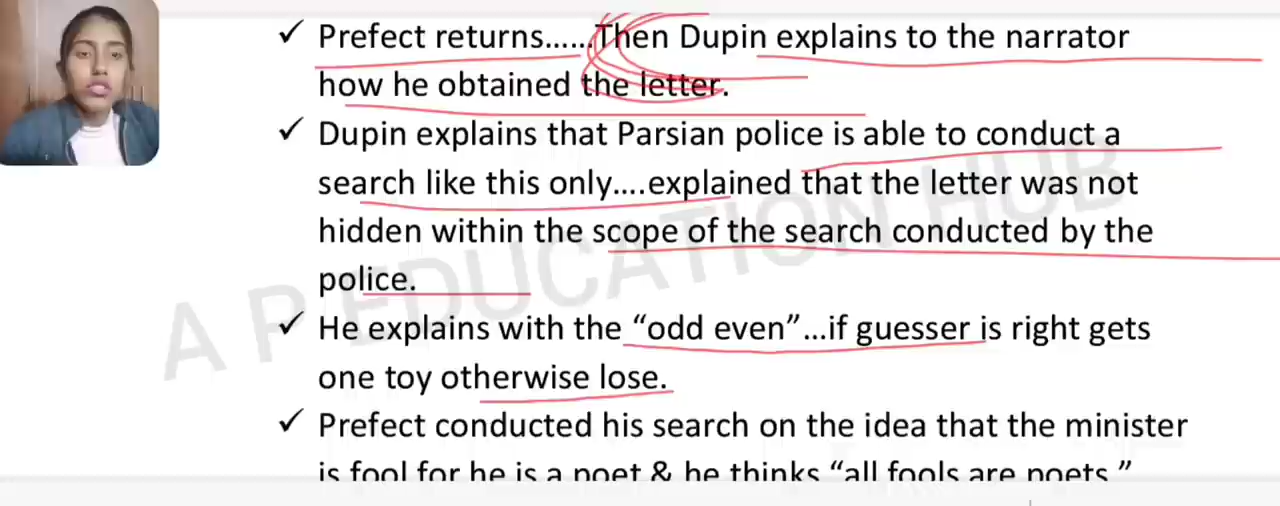 ✓ Prefect returns......Then Dupin explains to the narrator
how he obtained the letter.
✓ Dupin explains that Parsian police is able to conduct a
search like this only....explained that the letter was not
hidden within the scope of the search conducted by the
police.
✓ He explains with the “odd even”...if guesser is right gets
one toy otherwise lose.
✓ Prefect conducted his search on the idea that the minister
is fool for he is a poet & he thinks “all fools are poets.”
A P EDUCATION HUB